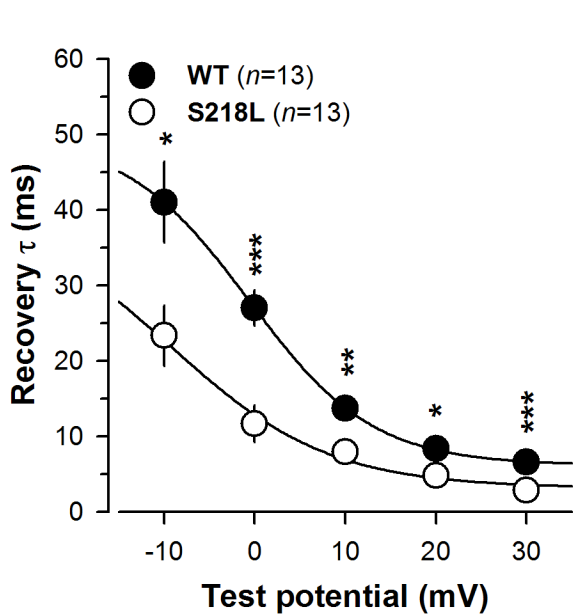 60
50
40
30
20
10
0
Recovery τ (ms)
WT (n=13)
S218L (n=13)
*
***
**
*
***
-10 0 10 20 30
Test potential (mV)